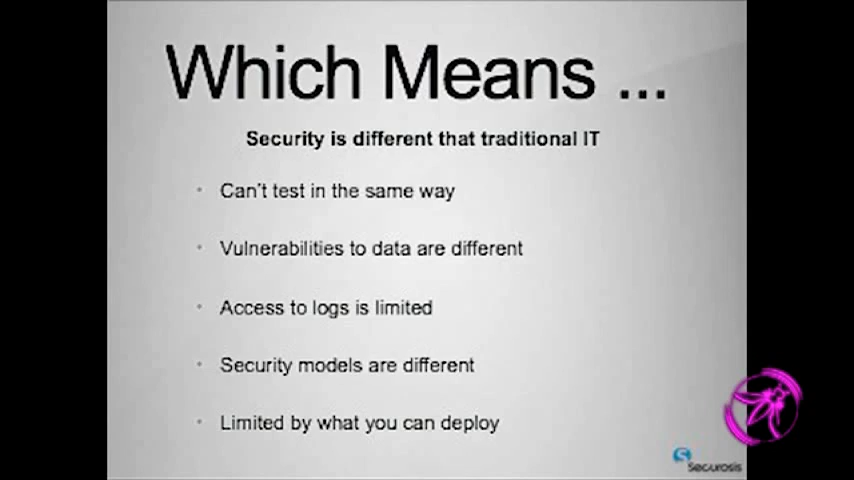 Which Means ...
Security is different that traditional IT
· Can't test in the same way
· Vulnerabilities to data are different
· Access to logs is limited
· Security models are different
· Limited by what you can deploy
Securosis